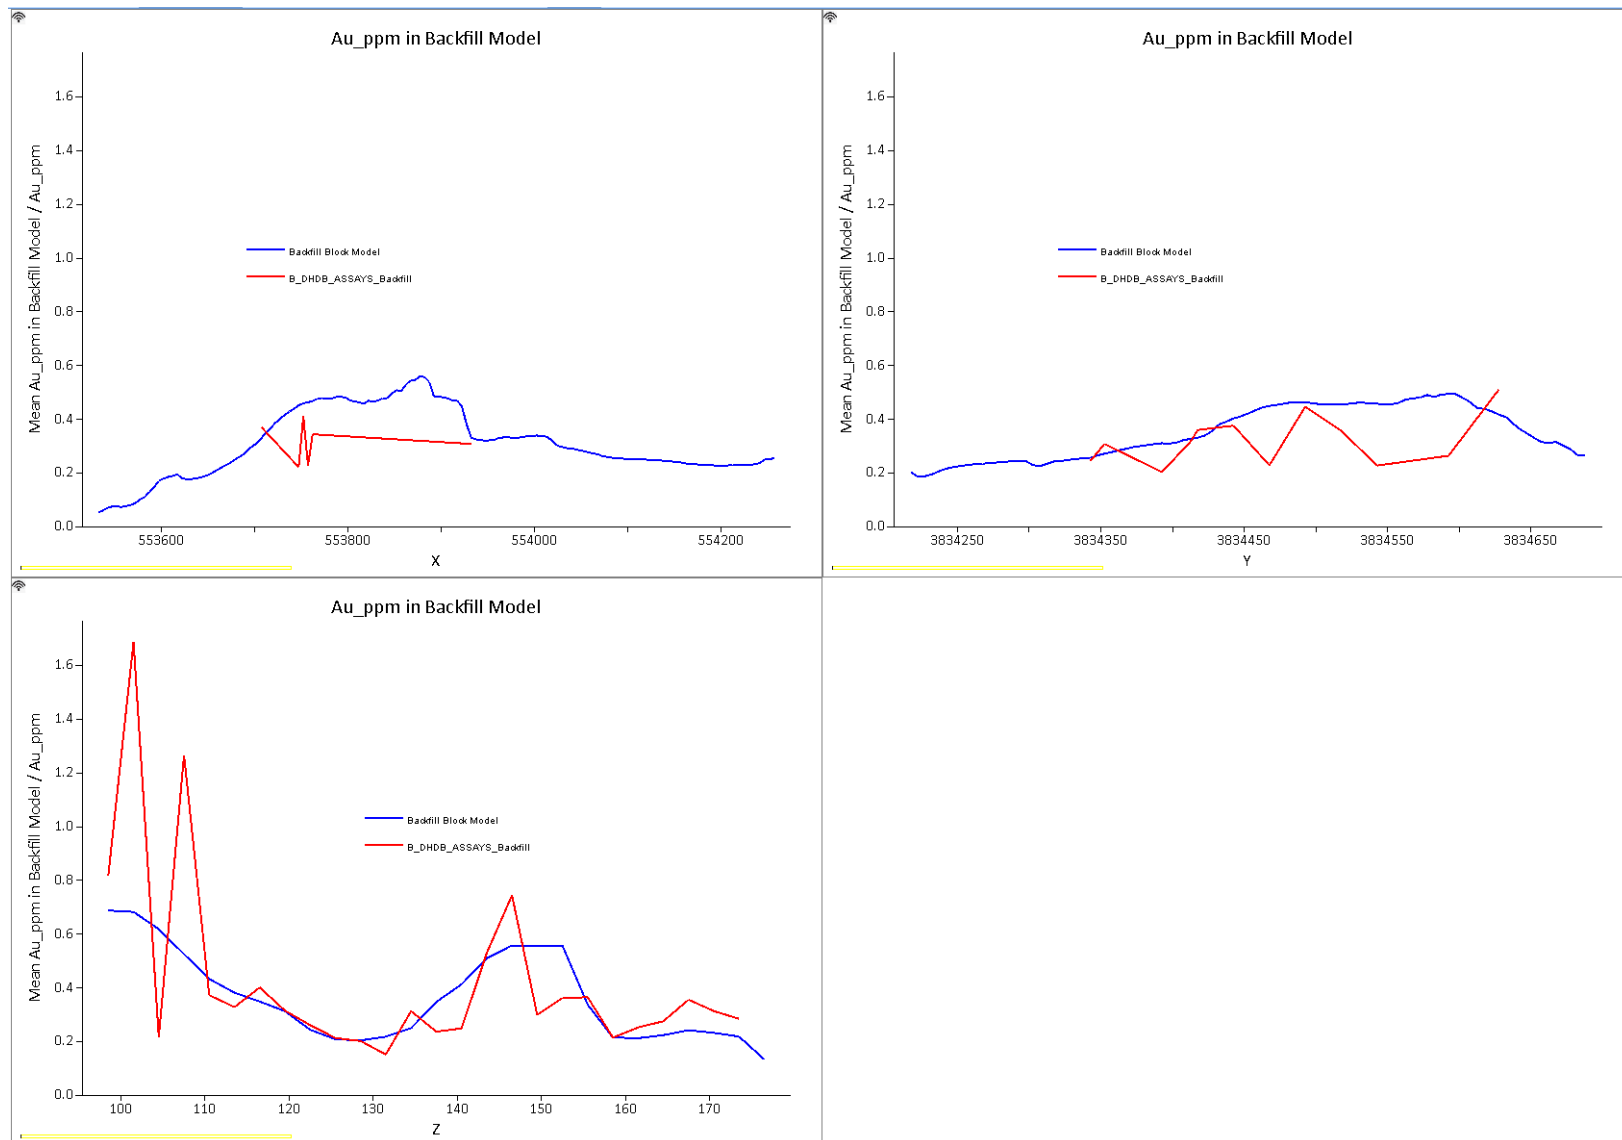 Au_ppm in Backfill Model
Mean Au_ppm in Backfill Model / Au_ppm
1.6
1.4
1.2
1.0
0.8
0.6
0.4
0.2
0.0
Backfill Block Model
B_DHDB_ASSAYS_Backfill
553600 553800 554000 554200
X
Au_ppm in Backfill Model
Mean Au_ppm in Backfill Model / Au_ppm
1.6
1.4
1.2
1.0
0.8
0.6
0.4
0.2
0.0
Backfill Block Model
B_DHDB_ASSAYS_Backfill
3834250 3834350 3834450 3834550 3834650
Y
Au_ppm in Backfill Model
Mean Au_ppm in Backfill Model / Au_ppm
1.6
1.4
1.2
1.0
0.8
0.6
0.4
0.2
0.0
Backfill Block Model
B_DHDB_ASSAYS_Backfill
100 110 120 130 140 150 160 170
Z